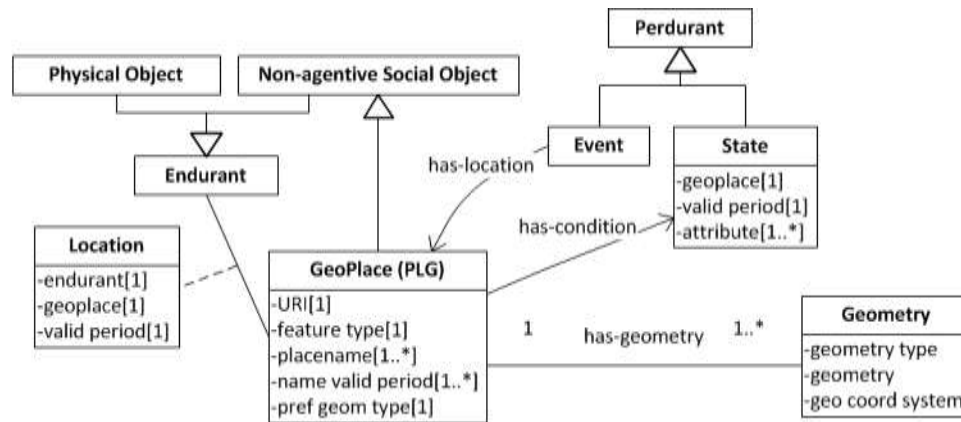 Perdurant
Physical Object
Non-agentive Social Object
Event
State
-geoplace[1]
-valid period[1]
-attribute[1..*]
has-location
Endurant
has-condition
Location
-endurant[1]
-geoplace[1]
-valid period[1]
GeoPlace (PLG)
-URI[1]
-feature type[1]
-placename[1..*]
-name valid period[1..*]
-pref geom type[1]
1
has-geometry
1..*
Geometry
-geometry type
-geometry
-geo coord system